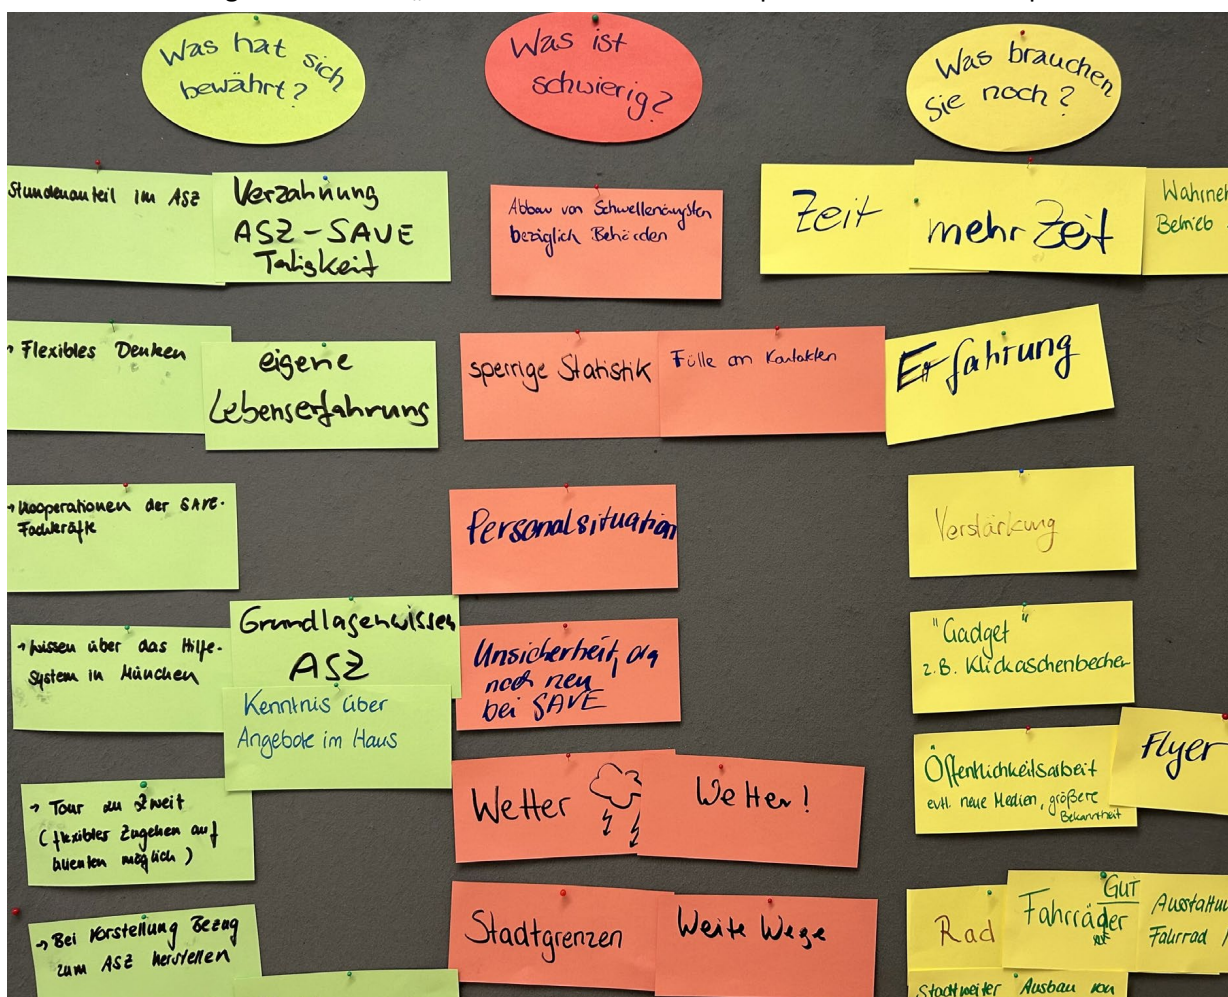 Was hat sich
bewährt?
Was ist
schwierig?
Was brauchen
Sie noch?
Stundenanteil im ASZ
Verzahnung
ASZ - SAVE
Tätigkeit
→ Flexibles Denken
eigene
Lebenserfahrung
→ Kooperationen der SAVE-
Fachkräfte
→ Wissen über das Hilfe-
system in München
Grundlagenwissen
ASZ
Kenntnis über
Angebote im Haus
→ Tour zu Zweit
(flexibles Zugehen auf
Klienten möglich)
→ Bei Vorstellung Bezug
zum ASZ herstellen
Abbau von Schwellenängsten
bezüglich Behörden
sperrige Statistik
Fülle an Kontakten
Personalsituation
Unsicherheit, da
noch neu
bei SAVE
Wetter
Wetter!
Stadtgrenzen
Weite Wege
Zeit
mehr Zeit
Betrieb
Erfahrung
Verstärkung
"Gadget"
z.B. Klickaschenbecher
Öffentlichkeitsarbeit
evtl. neue Medien, größere
Bekanntheit
Flyer
Rad
GUT
Fahrräder
Fahrrad
Stadtweiter Ausbau von